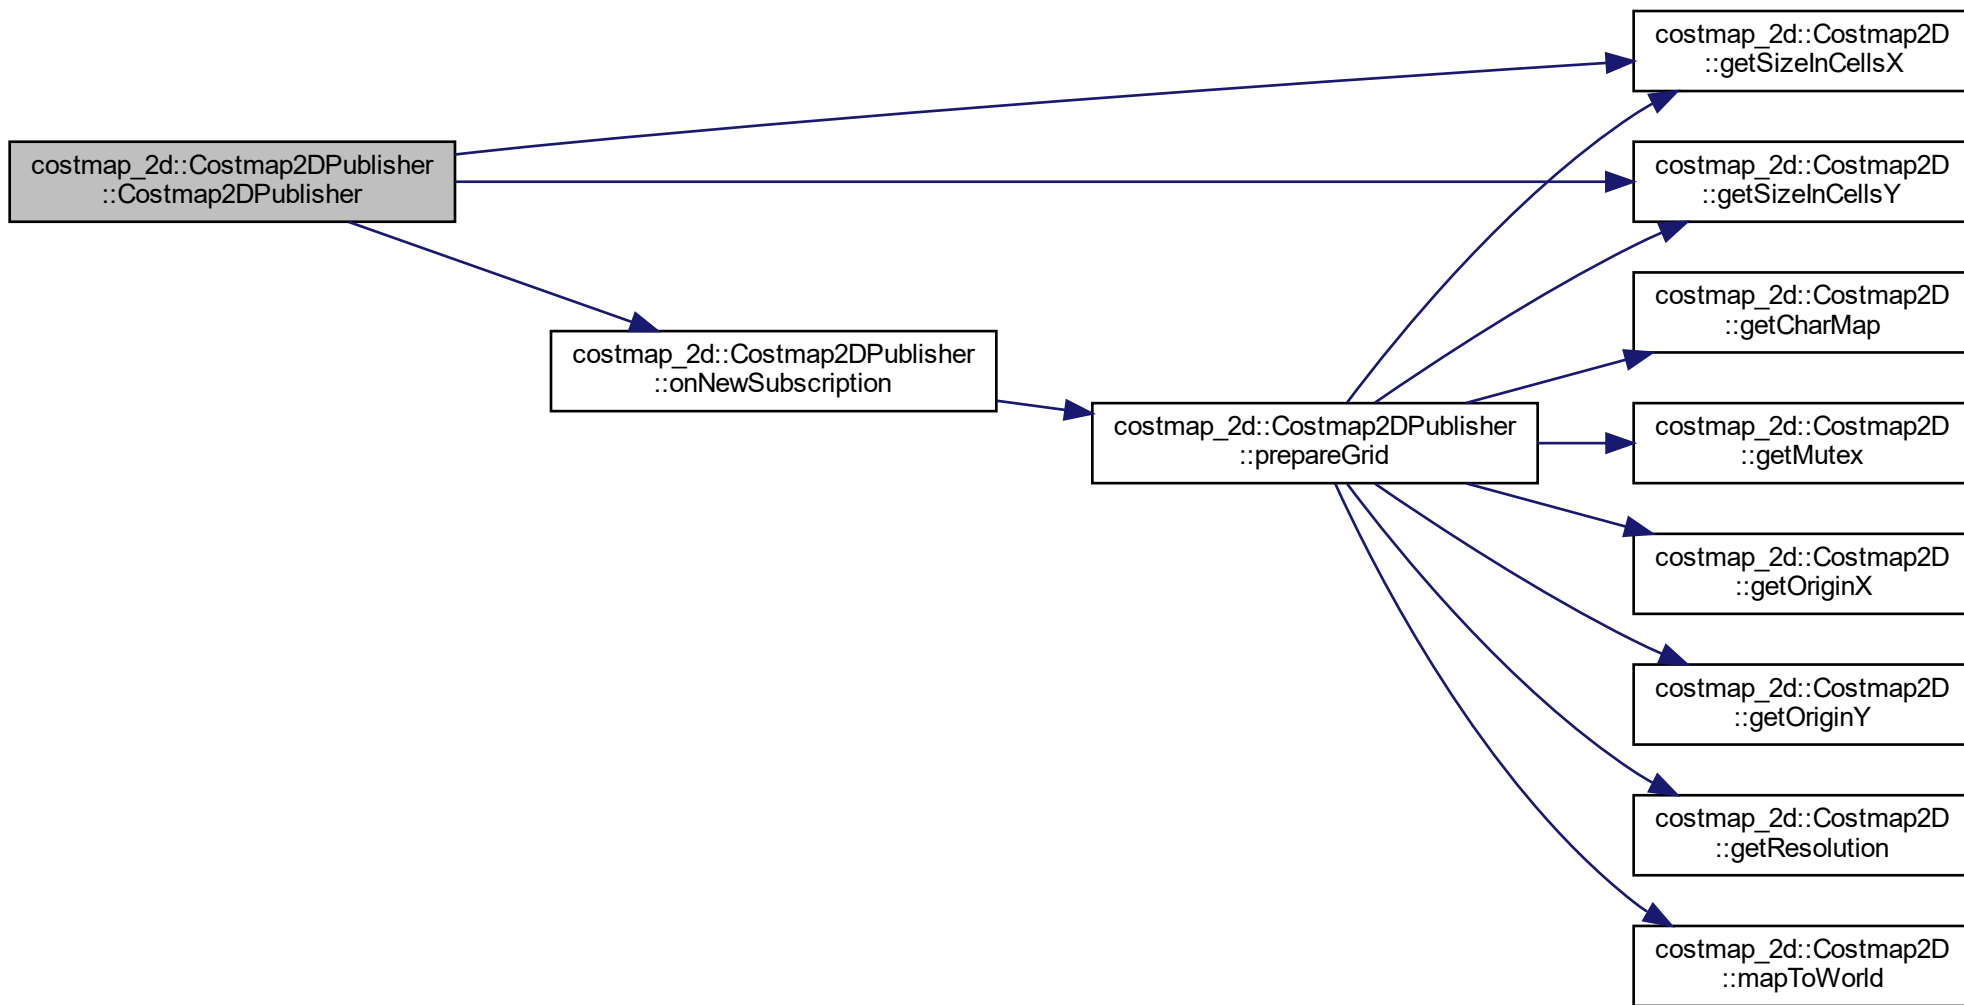 costmap_2d::Costmap2DPublisher
::Costmap2DPublisher
costmap_2d::Costmap2DPublisher
::onNewSubscription
costmap_2d::Costmap2DPublisher
::prepareGrid
costmap_2d::Costmap2D
::getSizeInCellsX
costmap_2d::Costmap2D
::getSizeInCellsY
costmap_2d::Costmap2D
::getCharMap
costmap_2d::Costmap2D
::getMutex
costmap_2d::Costmap2D
::getOriginX
costmap_2d::Costmap2D
::getOriginY
costmap_2d::Costmap2D
::getResolution
costmap_2d::Costmap2D
::mapToWorld